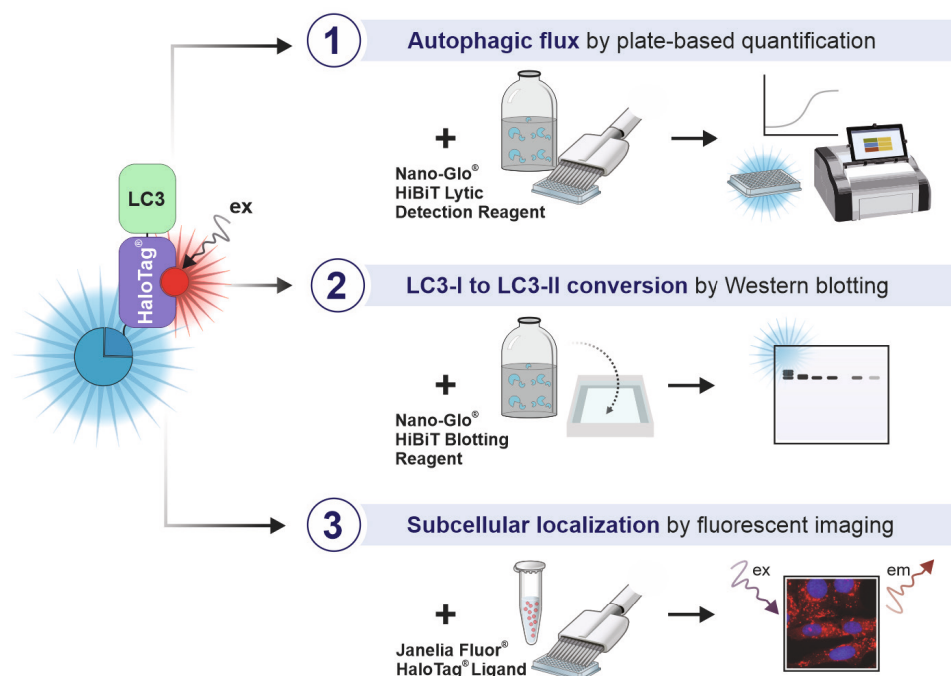 LC3
HaloTag®
ex
1
Autophagic flux by plate-based quantification
+
Nano-Glo®
HiBiT Lytic
Detection Reagent
2
LC3-I to LC3-II conversion by Western blotting
+
Nano-Glo®
HiBiT Blotting
Reagent
3
Subcellular localization by fluorescent imaging
+
Janelia Fluor®
HaloTag® Ligand
ex
em